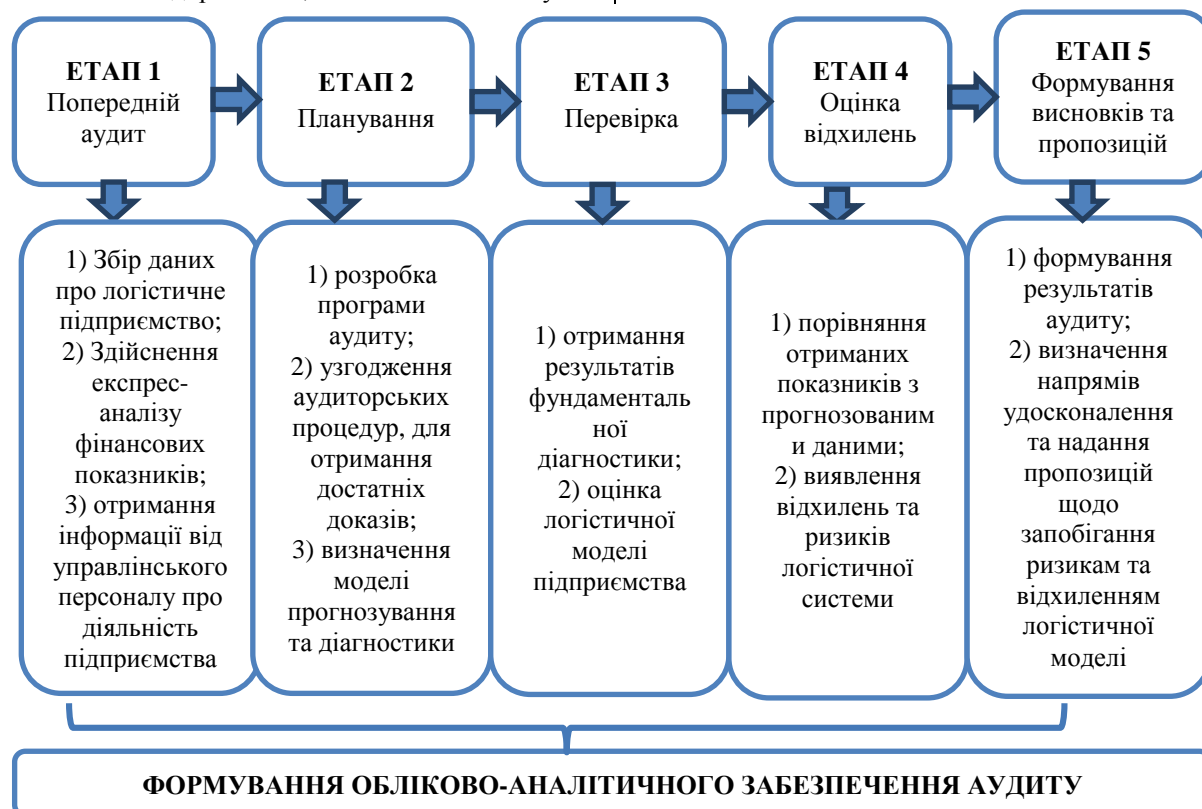 ЕТАП 1
Попередній
аудит
ЕТАП 2
Планування
ЕТАП 3
Перевірка
ЕТАП 4
Оцінка
відхилень
ЕТАП 5
Формування
висновків та
пропозицій
1) Збір даних
про логістичне
підприємство;
2) Здійснення
експрес-
аналізу
фінансових
показників;
3) отримання
інформації від
управлінського
персоналу про
діяльність
підприємства
1) розробка
програми
аудиту;
2) узгодження
аудиторських
процедур, для
отримання
достатніх
доказів;
3) визначення
моделі
прогнозування
та діагностики
1) отримання
результатів
фундаменталь
ної
діагностики;
2) оцінка
логістичної
моделі
підприємства
1) порівняння
отриманих
показників з
прогнозованим
и даними;
2) виявлення
відхилень та
ризиків
логістичної
системи
1) формування
результатів
аудиту;
2) визначення
напрямів
удосконалення
та надання
пропозицій
щодо
запобігання
ризикам та
відхиленням
логістичної
моделі
ФОРМУВАННЯ ОБЛІКОВО-АНАЛІТИЧНОГО ЗАБЕЗПЕЧЕННЯ АУДИТУ